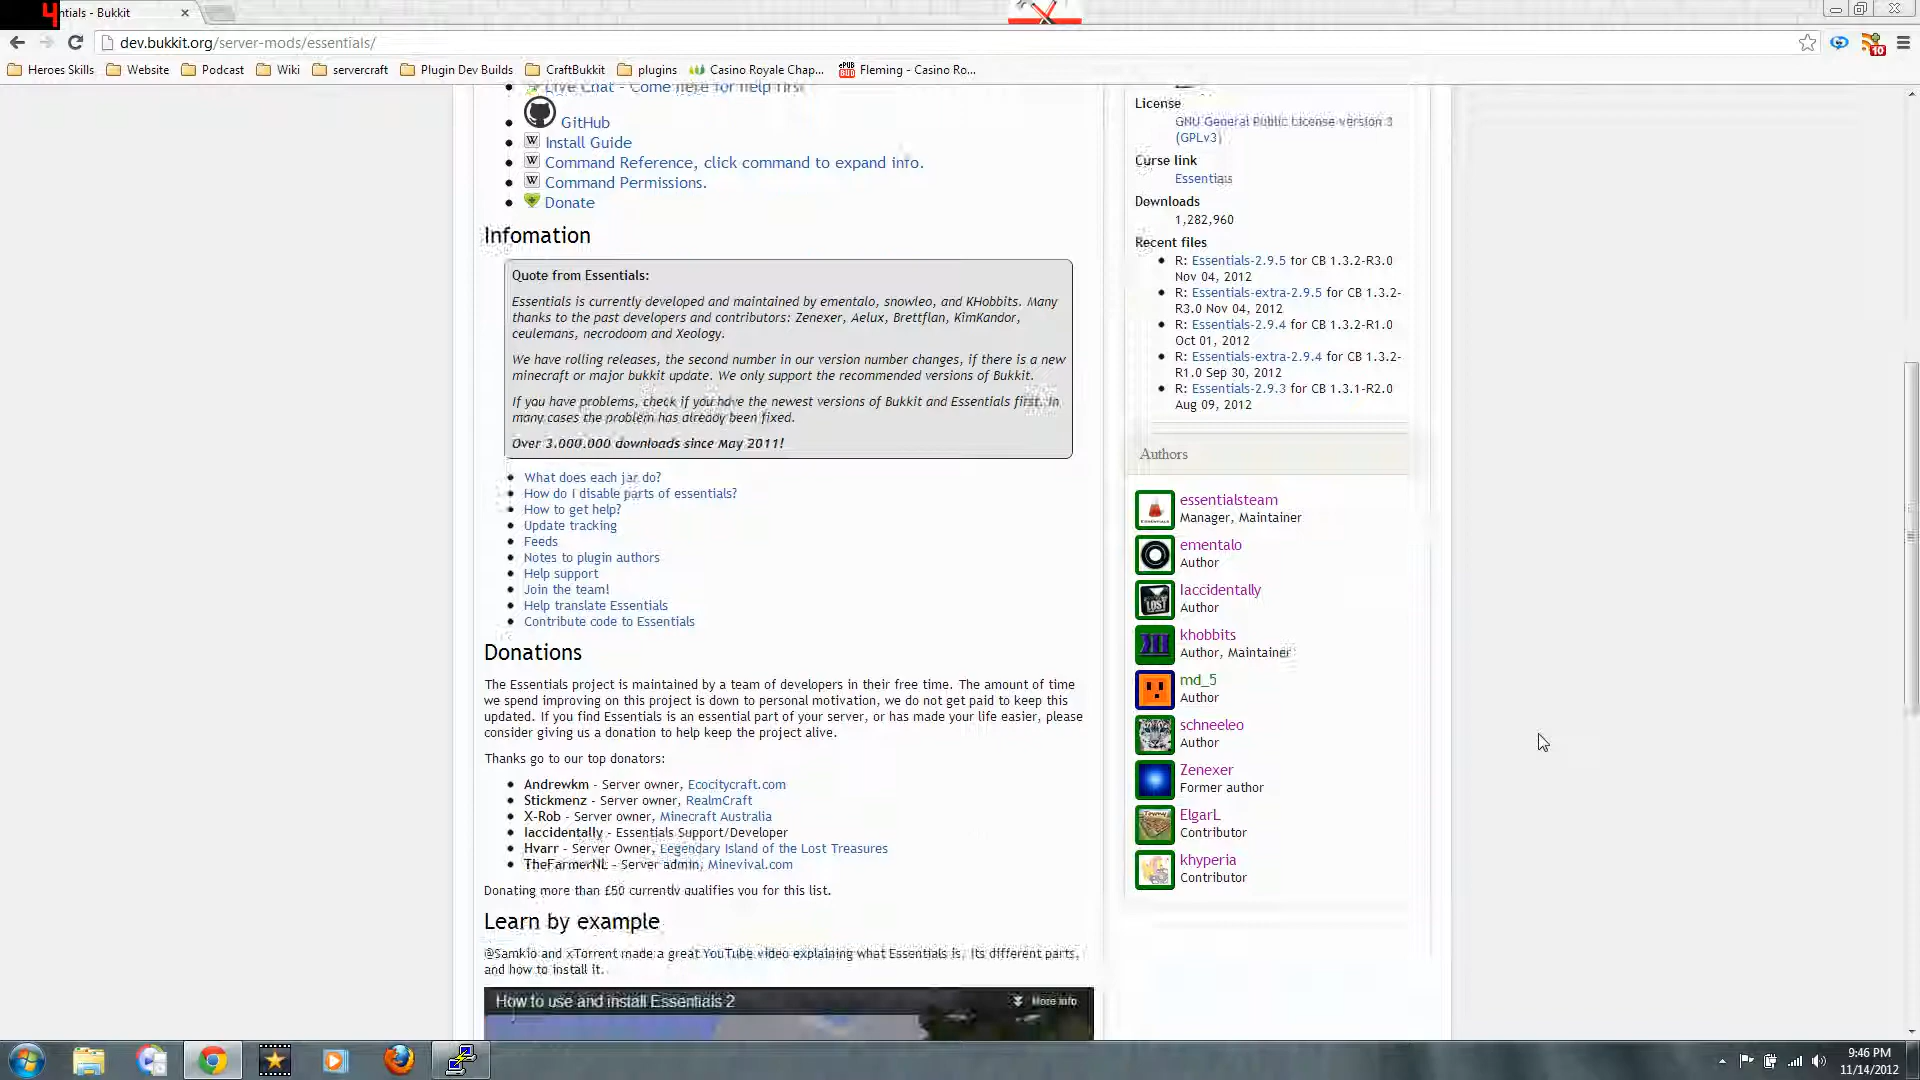 4
ntials - Bukkit
dev.bukkit.org/server-mods/essentials/
10
Heroes Skills
Website
Podcast
Wiki
servercraft
Plugin Dev Builds
CraftBukkit
plugins
Casino Royale Chap...
Fleming - Casino Ro...
Live Chat - Come here for help first
GitHub
Install Guide
Command Reference, click command to expand info.
Command Permissions.
Donate
Infomation
Quote from Essentials:
Essentials is currently developed and maintained by ementalo, snowleo, and KHobbits. Many
thanks to the past developers and contributors: Zenexer, Aelux, Brettflan, KimKandor,
ceulemans, necrodoom and Xeology.
We have rolling releases, the second number in our version number changes, if there is a new
minecraft or major bukkit update. We only support the recommended versions of Bukkit.
If you have problems, check if you have the newest versions of Bukkit and Essentials first. In
many cases the problem has already been fixed.
Over 3.000.000 downloads since May 2011!
What does each jar do?
How do I disable parts of essentials?
How to get help?
Update tracking
Feeds
Notes to plugin authors
Help support
Join the team!
Help translate Essentials
Contribute code to Essentials
Donations
The Essentials project is maintained by a team of developers in their free time. The amount of time
we spend improving on this project is down to personal motivation, we do not get paid to keep this
updated. If you find Essentials is an essential part of your server, or has made your life easier, please
consider giving us a donation to help keep the project alive.
Thanks go to our top donators:
Andrewkm - Server owner, Ecocitycraft.com
Stickmenz - Server owner, RealmCraft
X-Rob - Server owner, Minecraft Australia
Iaccidentally - Essentials Support/Developer
Hvarr - Server Owner, Legendary Island of the Lost Treasures
TheFarmerNL - Server admin, Minevival.com
Donating more than £50 currently qualifies you for this list.
Learn by example
@Samkio and xTorrent made a great YouTube video explaining what Essentials is, Its different parts,
and how to install it.
How to use and install Essentials 2
More info
License
GNU General Public License version 3
(GPLv3)
Curse link
Essentials
Downloads
1,282,960
Recent files
R: Essentials-2.9.5 for CB 1.3.2-R3.0
Nov 04, 2012
R: Essentials-extra-2.9.5 for CB 1.3.2-
R3.0 Nov 04, 2012
R: Essentials-2.9.4 for CB 1.3.2-R1.0
Oct 01, 2012
R: Essentials-extra-2.9.4 for CB 1.3.2-
R1.0 Sep 30, 2012
R: Essentials-2.9.3 for CB 1.3.1-R2.0
Aug 09, 2012
Authors
essentialsteam
Manager, Maintainer
ementalo
Author
Iaccidentally
Author
khobbits
Author, Maintainer
md_5
Author
schneeleo
Author
Zenexer
Former author
ElgarL
Contributor
khyperia
Contributor
9:46 PM
11/14/2012